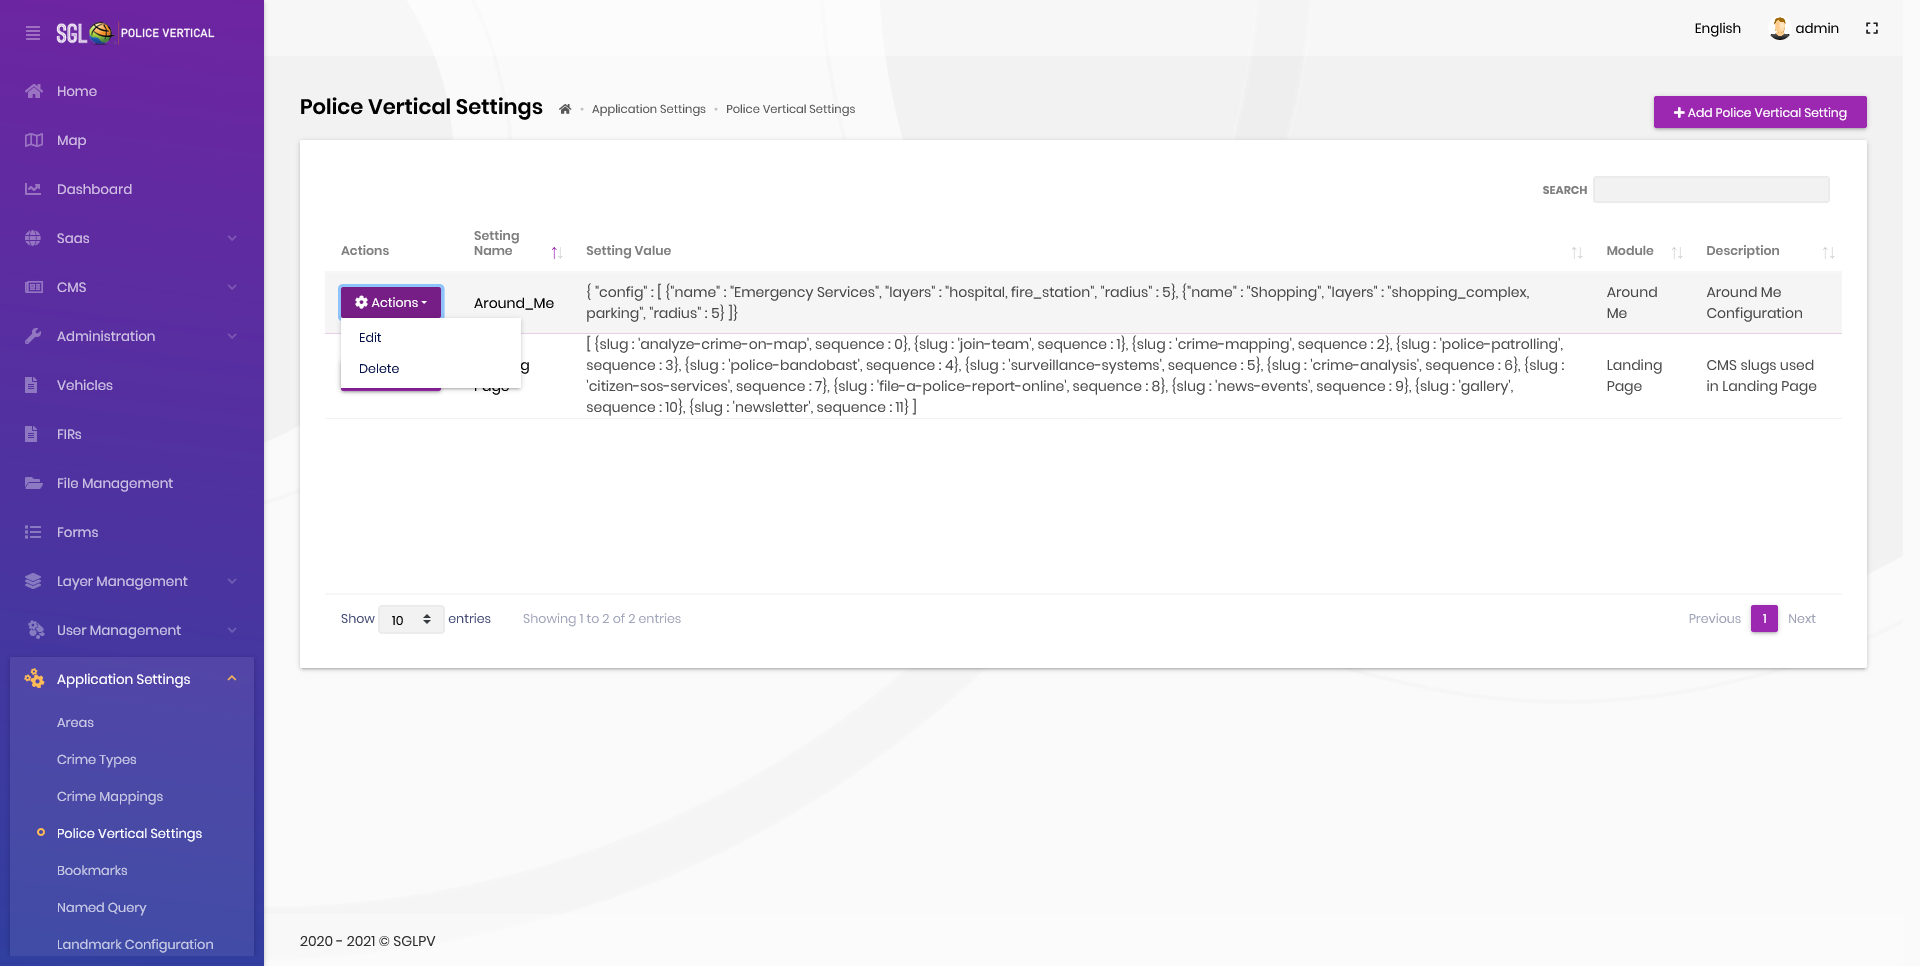 SGL POLICE VERTICAL
English
admin
Home
Map
Dashboard
Saas
CMS
Administration
Vehicles
FIRs
File Management
Forms
Layer Management
User Management
Application Settings
Areas
Crime Types
Crime Mappings
Police Vertical Settings
Bookmarks
Named Query
Landmark Configuration
Police Vertical Settings
Application Settings
Police Vertical Settings
Add Police Vertical Setting
SEARCH
Actions
Setting
Name
Setting Value
Module
Description
Actions
Edit
Delete
Around_Me
{ "config" : [ {"name" : "Emergency Services", "layers" : "hospital, fire_station", "radius" : 5}, {"name" : "Shopping", "layers" : "shopping_complex,
parking", "radius" : 5} ]}
Around
Me
Around Me
Configuration
g
Page
[ {slug : 'analyze-crime-on-map', sequence : 0}, {slug : 'join-team', sequence : 1}, {slug : 'crime-mapping', sequence : 2}, {slug : 'police-patrolling',
sequence : 3}, {slug : 'police-bandobast', sequence : 4}, {slug : 'surveillance-systems', sequence : 5}, {slug : 'crime-analysis', sequence : 6}, {slug :
'citizen-sos-services', sequence : 7}, {slug : 'file-a-police-report-online', sequence : 8}, {slug : 'news-events', sequence : 9}, {slug : 'gallery',
sequence : 10}, {slug : 'newsletter', sequence : 11} ]
Landing
Page
CMS slugs used
in Landing Page
Show 10 entries
Showing 1 to 2 of 2 entries
Previous 1 Next
2020 - 2021 © SGLPV